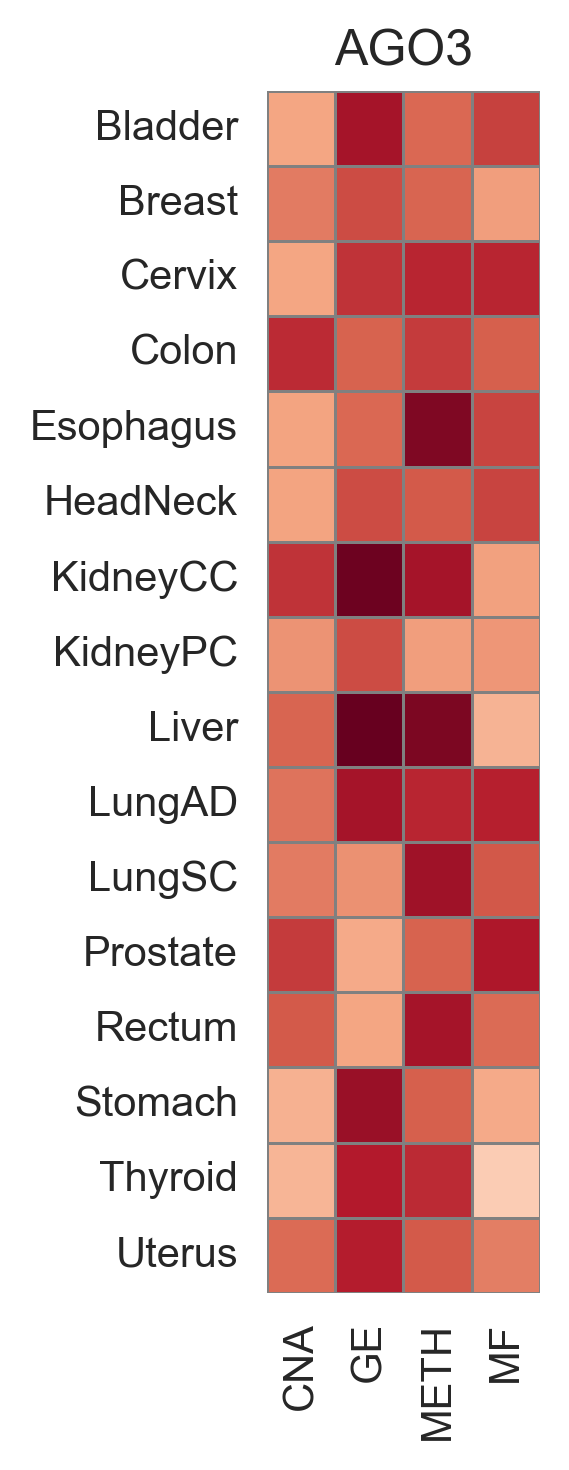 AGO3
Bladder
Breast
Cervix
Colon
Esophagus
HeadNeck
KidneyCC
KidneyPC
Liver
LungAD
LungSC
Prostate
Rectum
Stomach
Thyroid
Uterus
CNA
GE
METH
MF